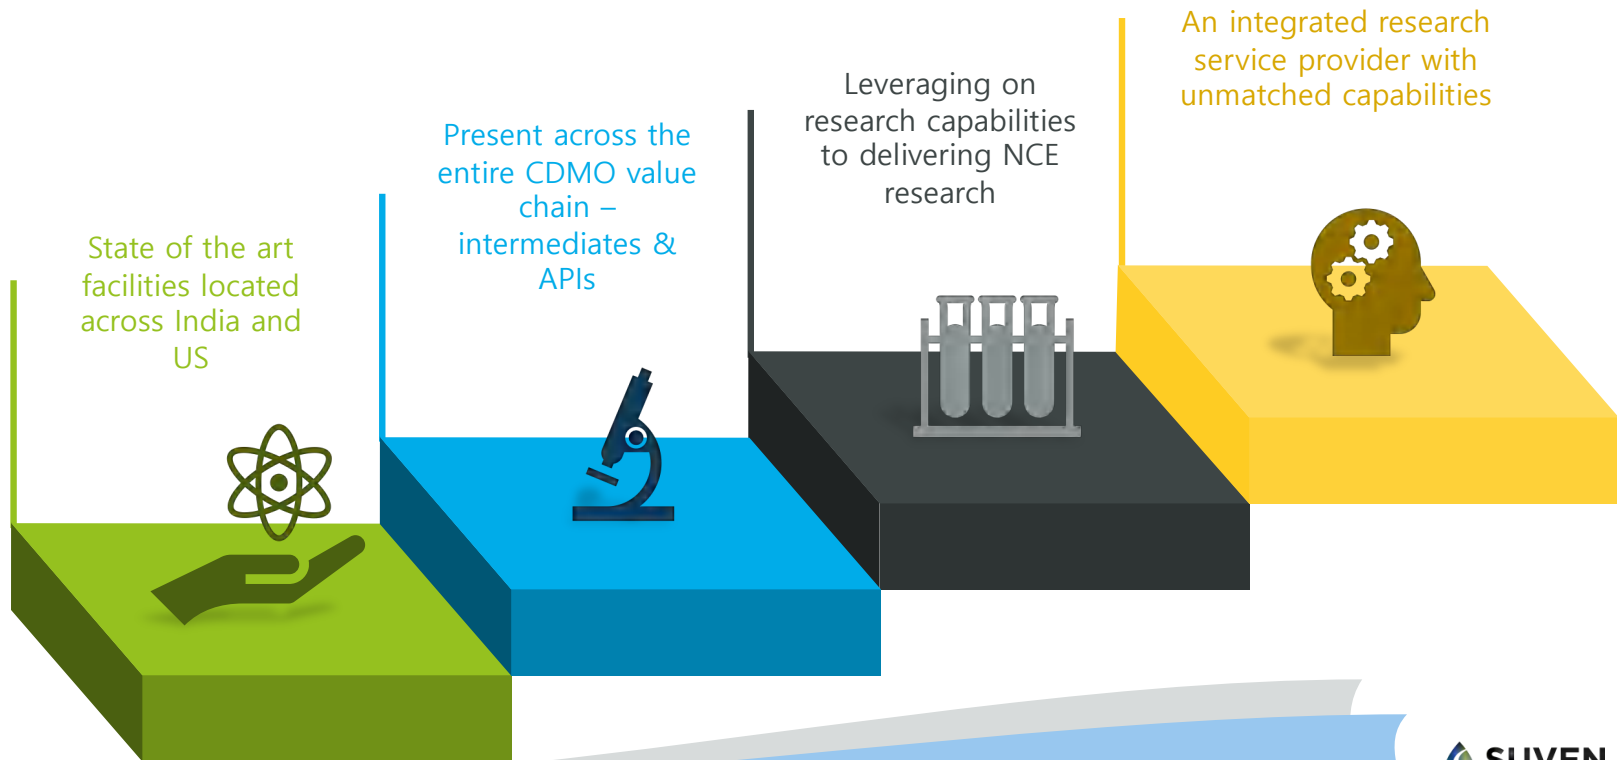 State of the art
facilities located
across India and
US
Present across the
entire CDMO value
chain –
intermediates &
APIs
Leveraging on
research capabilities
to delivering NCE
research
An integrated research
service provider with
unmatched capabilities
SUVEN